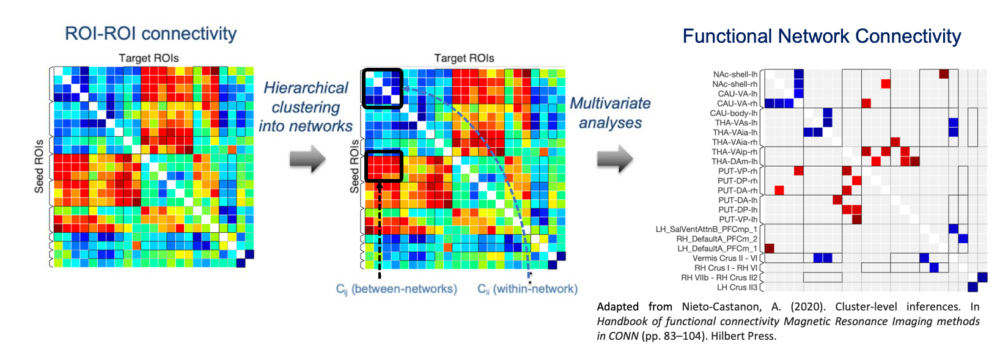 ROI-ROI connectivity
Target ROIs
Seed ROIs
Hierarchical
clustering
into networks
Target ROIs
Seed ROIs
Cij (between-networks)
Cii (within-network)
Multivariate
analyses
Functional Network Connectivity
NAc-shell-lh
NAc-shell-rh
CAU-VA-lh
CAU-VA-rh
CAU-body-lh
THA-VAs-lh
THA-VAia-lh
THA-VAia-rh
THA-VAip-rh
THA-DAm-lh
PUT-VP-rh
PUT-DP-rh
PUT-DA-rh
PUT-DA-lh
PUT-DP-lh
PUT-VP-lh
LH_SalVentAttnB_PFCmp_1
RH_DefaultA_PFCm_2
LH_DefaultA_PFCm_1
Vermis Crus II - VI
RH Crus I - RH VI
RH VIIb - RH Crus II2
LH Crus II3
Adapted from Nieto-Castanon, A. (2020). Cluster-level inferences. In
Handbook of functional connectivity Magnetic Resonance Imaging methods
in CONN (pp. 83–104). Hilbert Press.